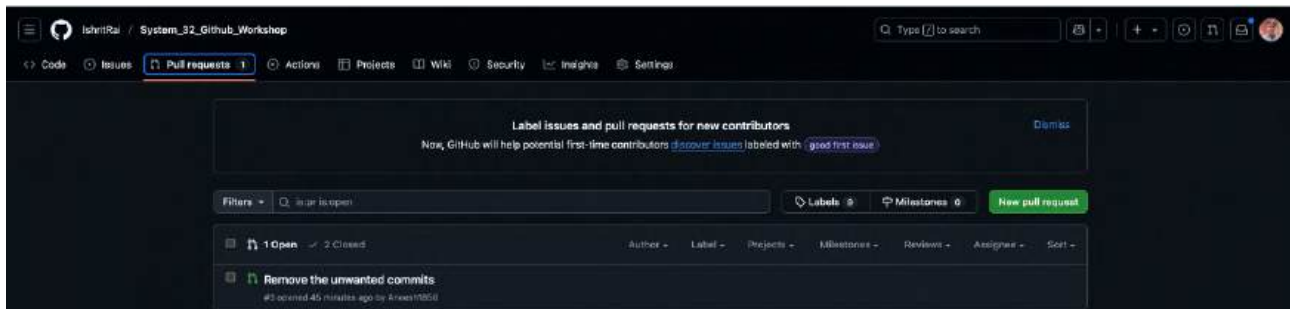 IshritRai / System_32_Github_Workshop
Type / to search
Code Issues Pull requests 1 Actions Projects Wiki Security Insights Settings
Label issues and pull requests for new contributors
Dismiss
Now, GitHub will help potential first-time contributors discover issues labeled with good first issue
Filters is:pr is:open Labels 9 Milestones 0 New pull request
1 Open 2 Closed Author Label Projects Milestones Reviews Assignee Sort
Remove the unwanted commits
#3 opened 45 minutes ago by